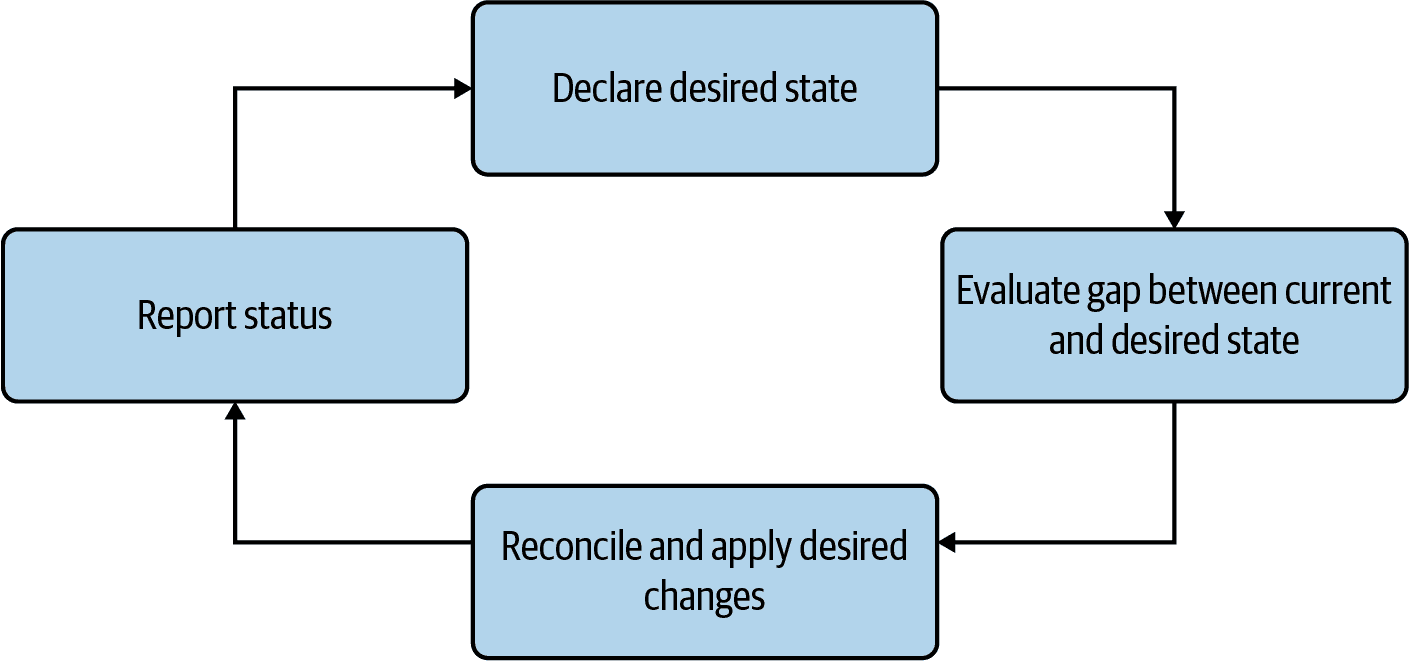 Declare desired state
Report status
Evaluate gap between current
and desired state
Reconcile and apply desired
changes